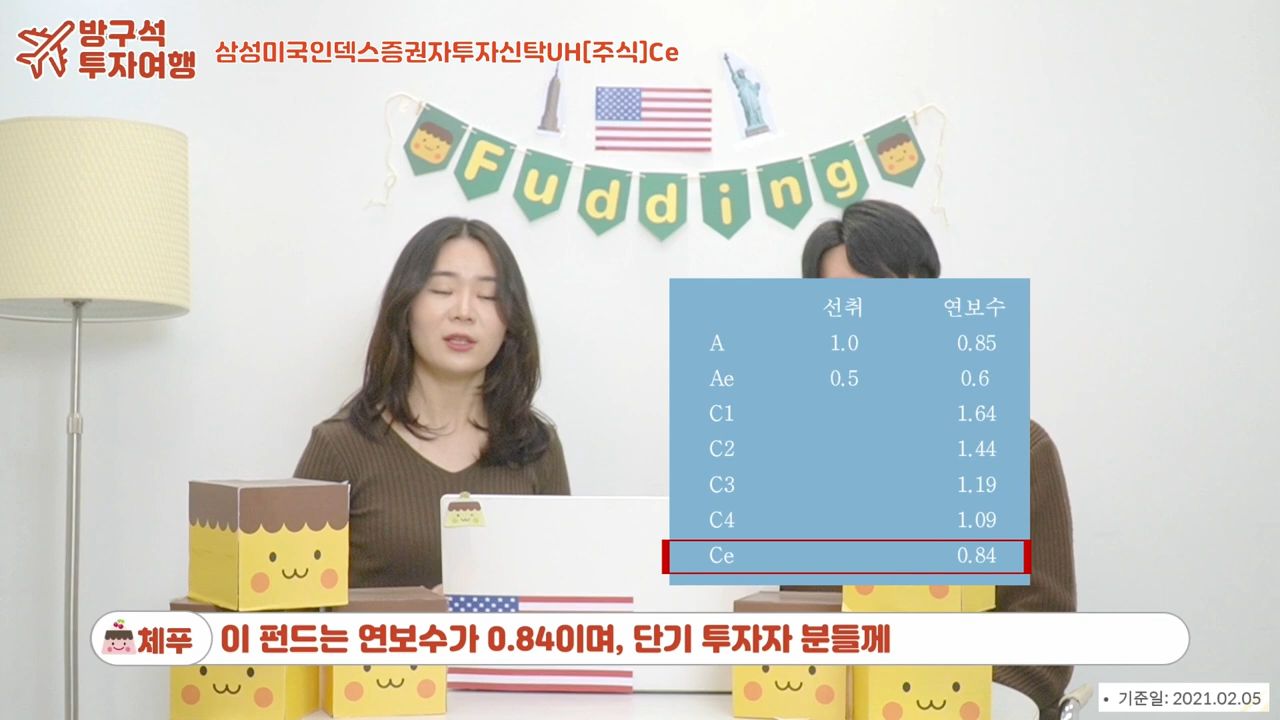 방구석
투자여행
삼성미국인덱스증권자투자신탁UH[주식]Ce
Fudding
선취 연보수
A 1.0 0.85
Ae 0.5 0.6
C1 1.64
C2 1.44
C3 1.19
C4 1.09
Ce 0.84
체푸 이 펀드는 연보수가 0.84이며, 단기 투자자 분들께
• 기준일: 2021.02.05